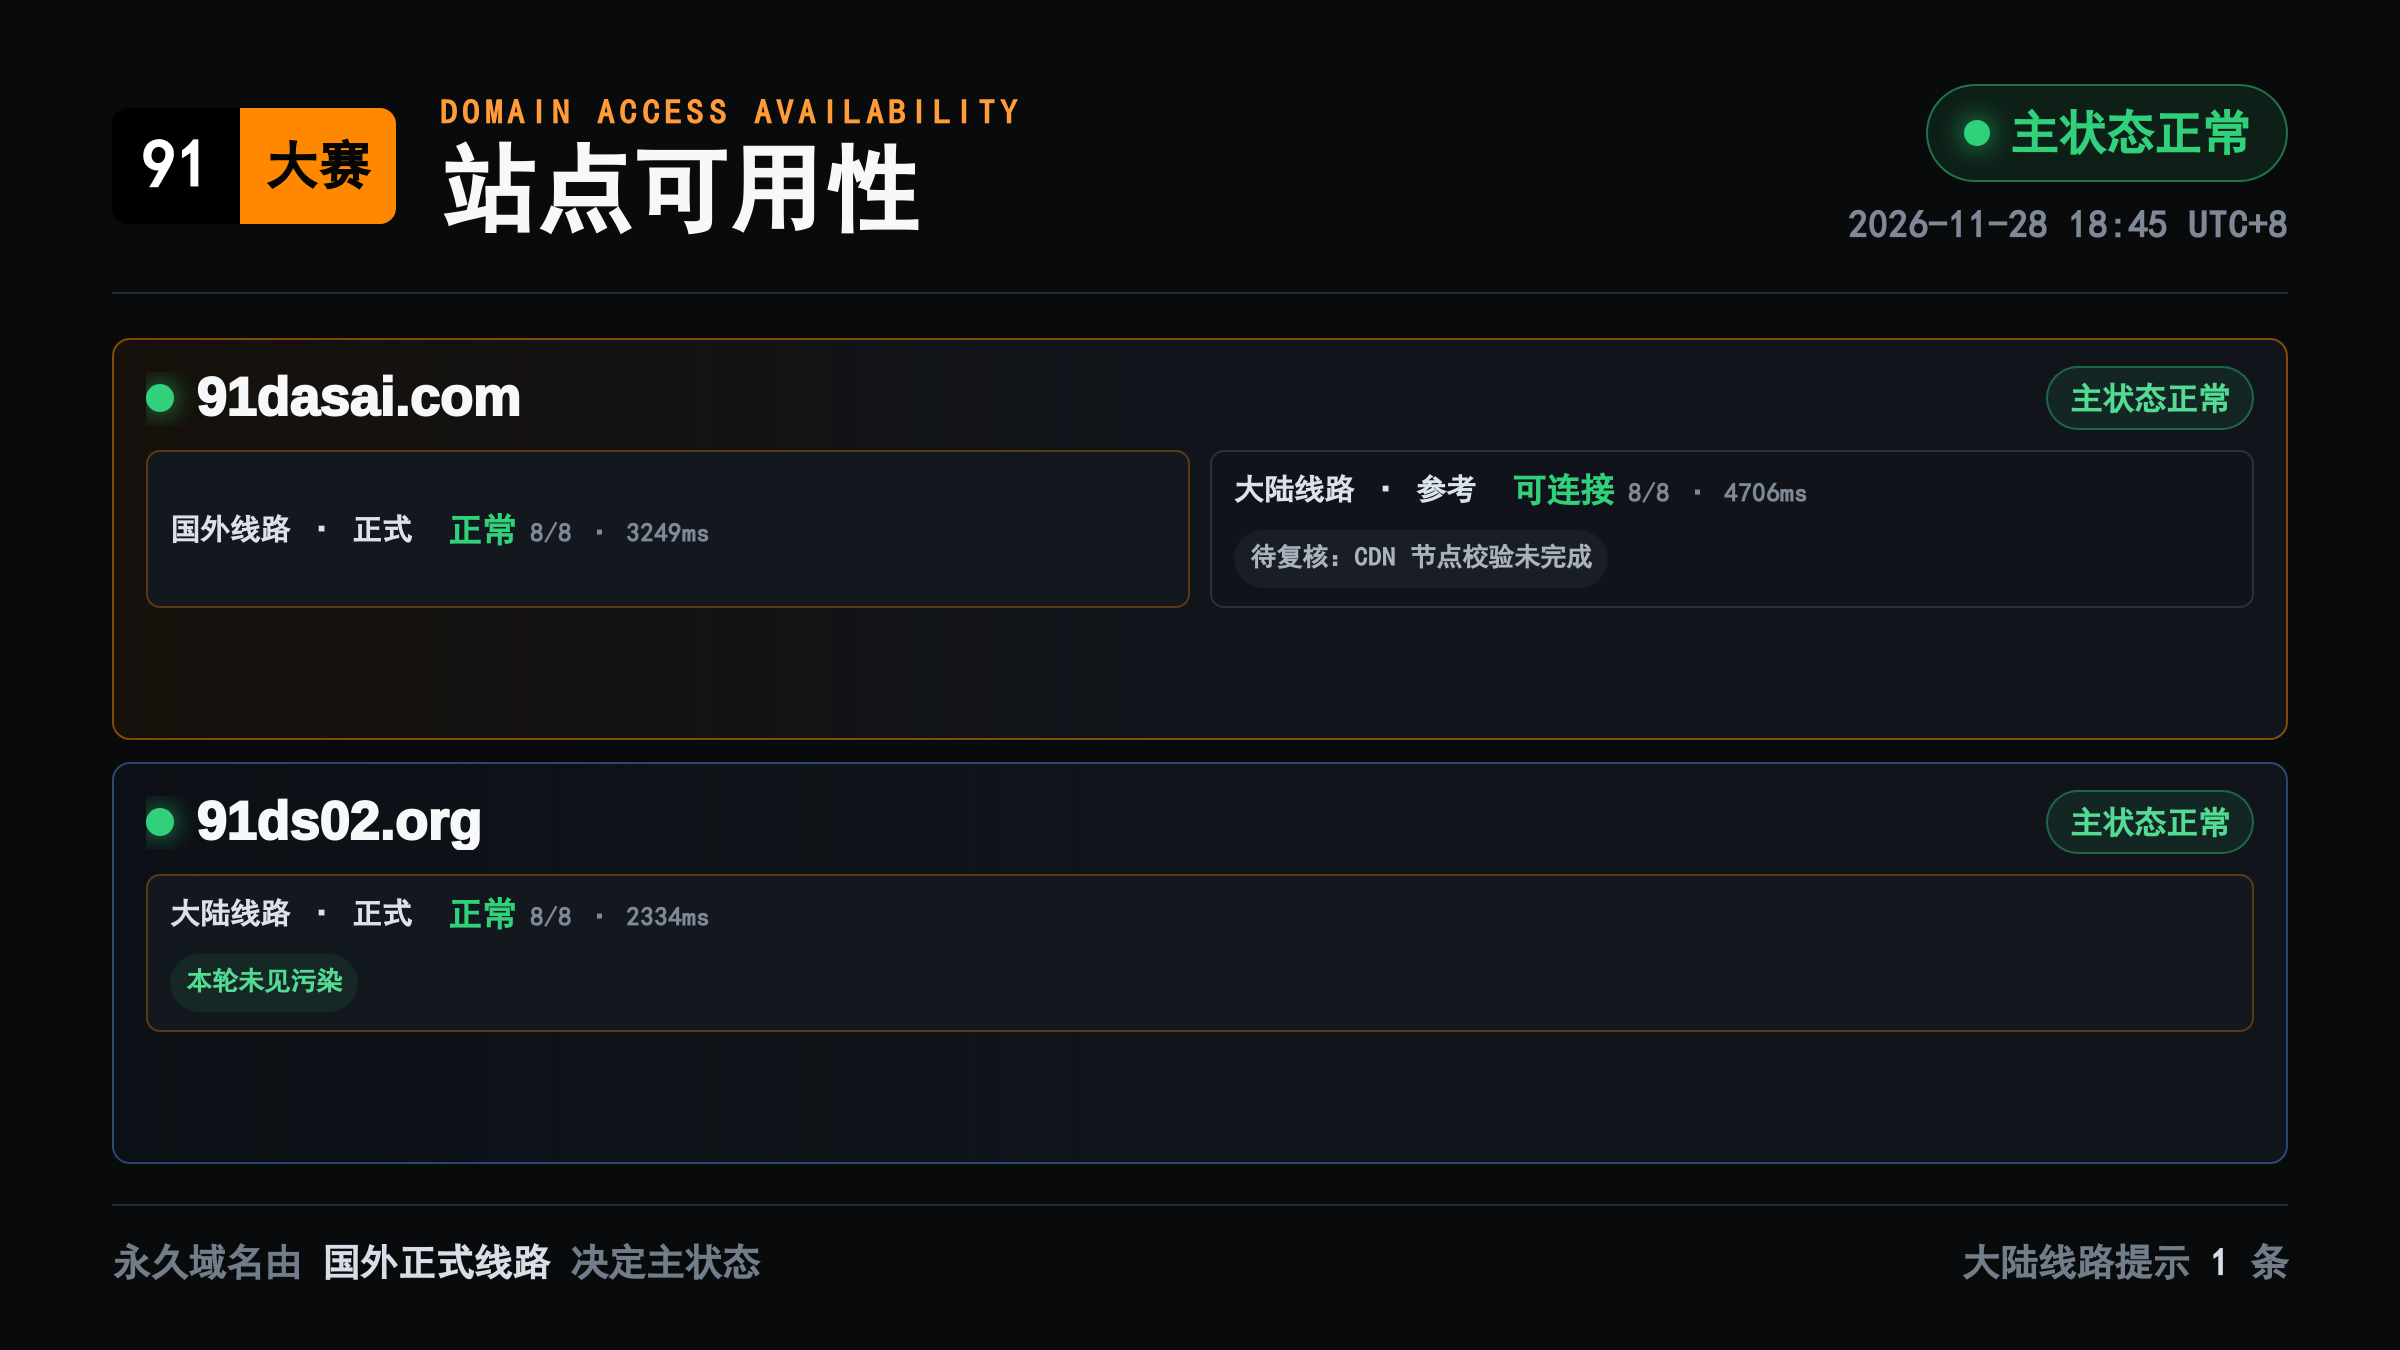 91 大赛
DOMAIN ACCESS AVAILABILITY
站点可用性
主状态正常
2026-11-28 18:45 UTC+8
91dasai.com
主状态正常
国外线路 · 正式 正常 8/8 · 3249ms
大陆线路 · 参考 可连接 8/8 · 4706ms
待复核: CDN 节点校验未完成
91ds02.org
主状态正常
大陆线路 · 正式 正常 8/8 · 2334ms
本轮未见污染
永久域名由 国外正式线路 决定主状态
大陆线路提示 1 条